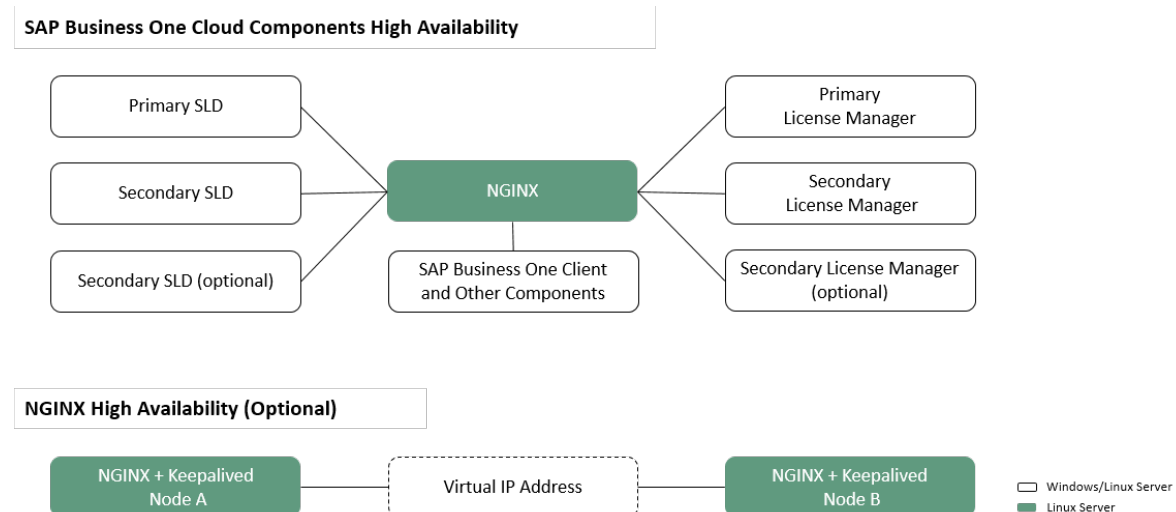 SAP Business One Cloud Components High Availability
Primary SLD
Secondary SLD
Secondary SLD (optional)
NGINX
SAP Business One Client
and Other Components
Primary
License Manager
Secondary
License Manager
Secondary License Manager
(optional)
NGINX High Availability (Optional)
NGINX + Keepalived
Node A
Virtual IP Address
NGINX + Keepalived
Node B
Windows/Linux Server
Linux Server